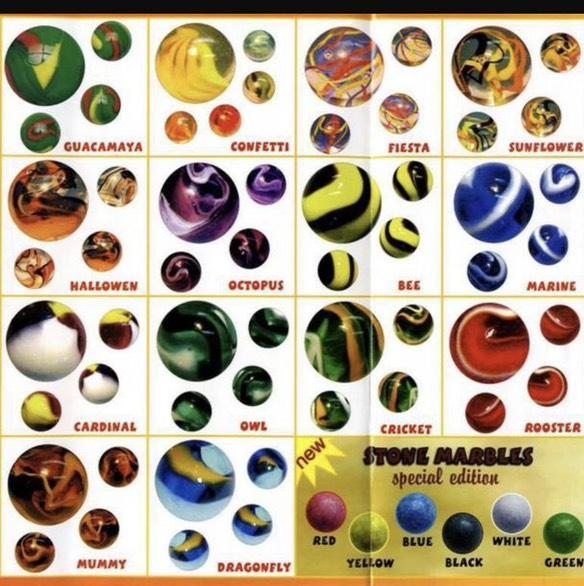 GUACAMAYA
CONFETTI
FIESTA
SUNFLOWER
HALLOWEN
OCTOPUS
BEE
MARINE
CARDINAL
OWL
CRICKET
ROOSTER
MUMMY
DRAGONFLY
new
STONE MARBLES
special edition
RED
YELLOW
BLUE
BLACK
WHITE
GREEN